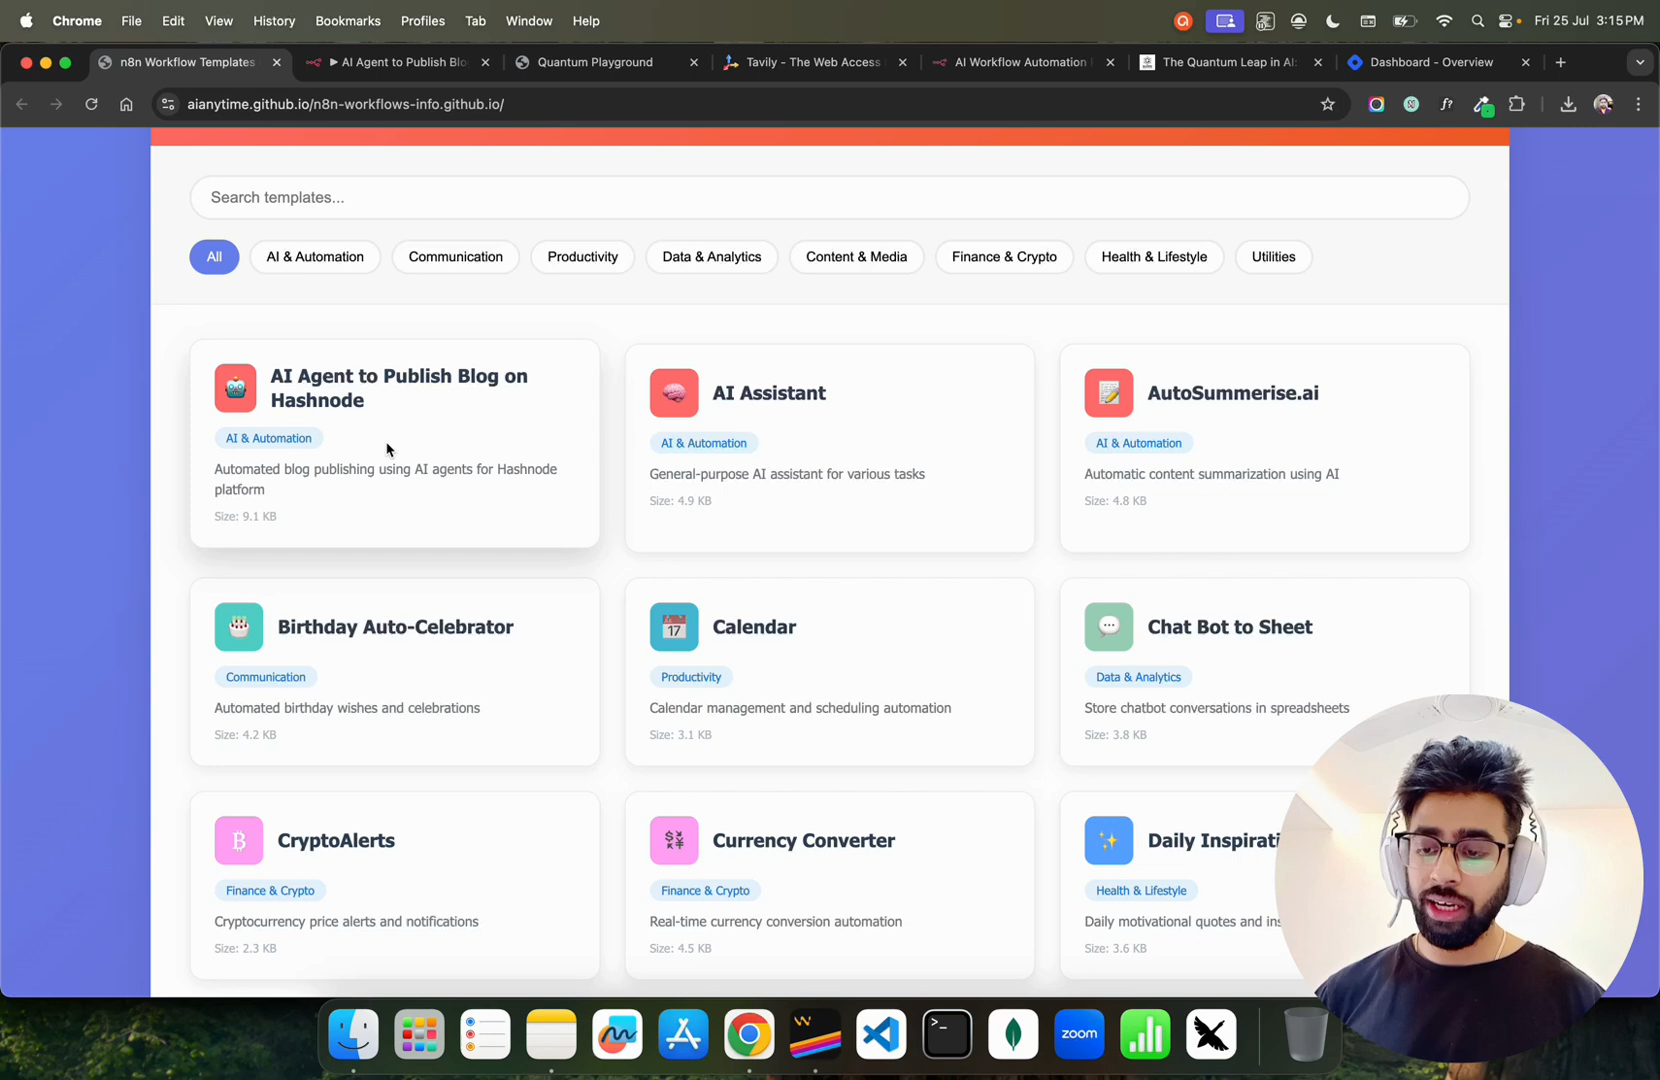 Chrome File Edit View History Bookmarks Profiles Tab Window Help Fri 25 Jul 3:15 PM
n8n Workflow Templates AI Agent to Publish Blo Quantum Playground Tavily - The Web Access AI Workflow Automation The Quantum Leap in AI: Dashboard - Overview
aianytime.github.io/n8n-workflows-info.github.io/
Search templates...
All AI & Automation Communication Productivity Data & Analytics Content & Media Finance & Crypto Health & Lifestyle Utilities
AI Agent to Publish Blog on
Hashnode
AI & Automation
Automated blog publishing using AI agents for Hashnode
platform
Size: 9.1 KB
AI Assistant
AI & Automation
General-purpose AI assistant for various tasks
Size: 4.9 KB
AutoSummerise.ai
AI & Automation
Automatic content summarization using AI
Size: 4.8 KB
Birthday Auto-Celebrator
Communication
Automated birthday wishes and celebrations
Size: 4.2 KB
17
Calendar
Productivity
Calendar management and scheduling automation
Size: 3.1 KB
Chat Bot to Sheet
Data & Analytics
Store chatbot conversations in spreadsheets
Size: 3.8 KB
CryptoAlerts
Finance & Crypto
Cryptocurrency price alerts and notifications
Size: 2.3 KB
Currency Converter
Finance & Crypto
Real-time currency conversion automation
Size: 4.5 KB
Daily Inspirati
Health & Lifestyle
Daily motivational quotes and ins
Size: 3.6 KB
zoom